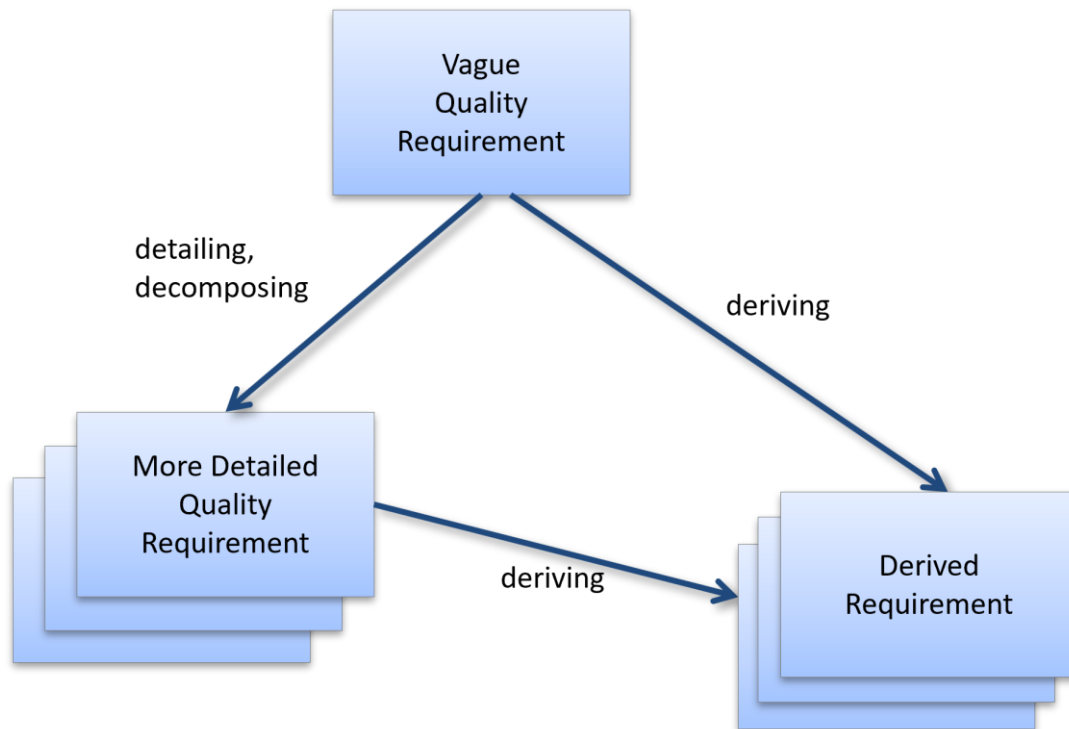 Vague
Quality
Requirement
detailing,
decomposing
deriving
More Detailed
Quality
Requirement
deriving
Derived
Requirement